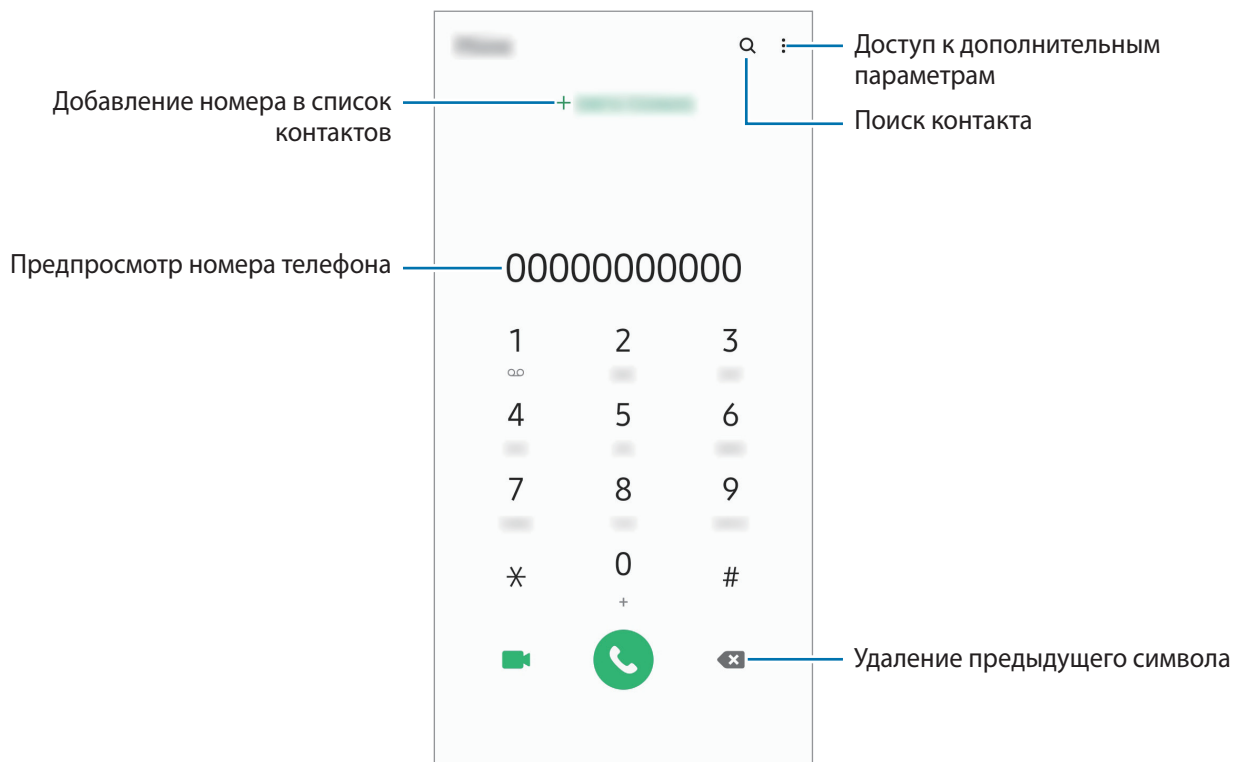 Доступ к дополнительным
параметрам
Добавление номера в список
контактов
+
Поиск контакта
Предпросмотр номера телефона
00000000000
1 2 3
4 5 6
7 8 9
* 0 #
+
Удаление предыдущего символа